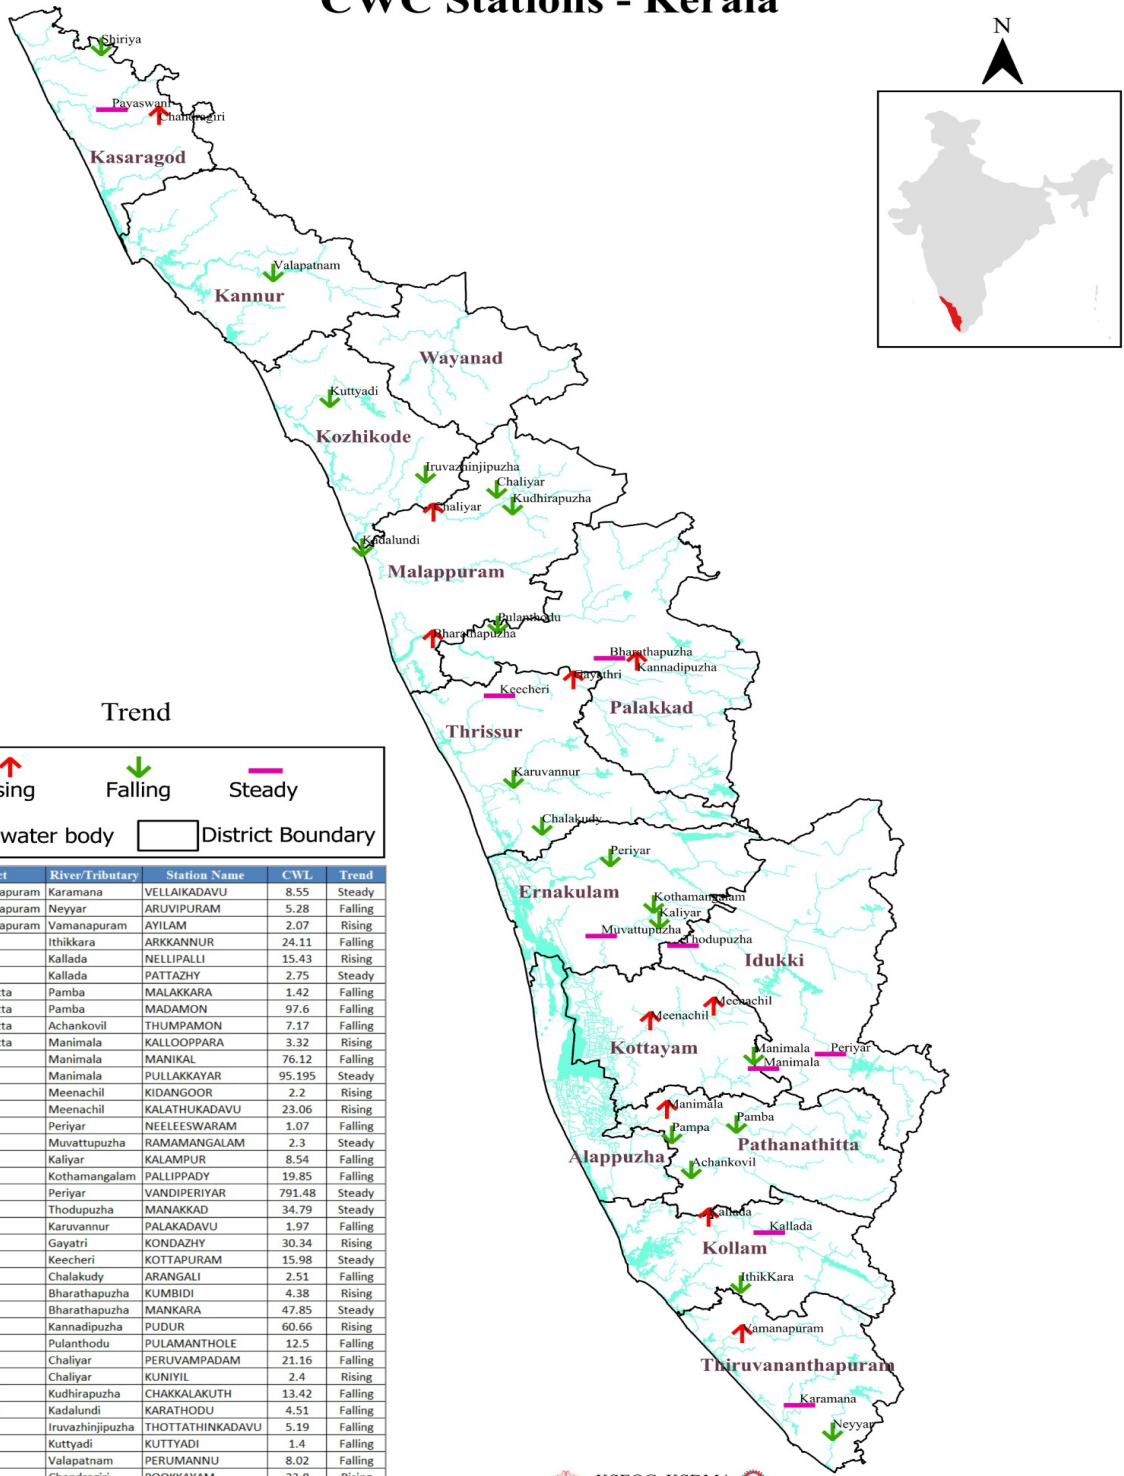 CWC Stations - Kerala
N
Shiriya
Payaswani
Chandragiri
Kasaragod
Valapatnam
Kannur
Wayanad
Kuttyadi
Kozhikode
Iruvazhinjipuzha
Chaliyar
Kudhirapuzha
Chaliyar
Kadalundi
Malappuram
Pulanthodu
Bharathapuzha
Bharathapuzha
Kannadipuzha
Gayathri
Keecheri
Palakkad
Thrissur
Karuvannur
Chalakudy
Periyar
Ernakulam
Kothamangalam
Kaliyar
Muvattupuzha
Thodupuzha
Idukki
Meenachil
Meenachil
Kottayam
Manimala
Periyar
Manimala
Manimala
Pamba
Pampa
Pathanathitta
Alappuzha
Achankovil
Kallada
Kallada
Kollam
IthikKara
Vamanapuram
Thiruvananthapuram
Karamana
Neyyar
Trend
sing Falling Steady
water body District Boundary
ct River/Tributary Station Name CWL Trend
apuram Karamana VELLAIKADAVU 8.55 Steady
apuram Neyyar ARUVIPURAM 5.28 Falling
apuram Vamanapuram AYILAM 2.07 Rising
Ithikkara ARKKANNUR 24.11 Falling
Kallada NELLIPALLI 15.43 Rising
Kallada PATTAZHY 2.75 Steady
tta Pamba MALAKKARA 1.42 Falling
tta Pamba MADAMON 97.6 Falling
tta Achankovil THUMPAMON 7.17 Falling
tta Manimala KALLOOPPARA 3.32 Rising
Manimala MANIKAL 76.12 Falling
Manimala PULLAKKAYAR 95.195 Steady
Meenachil KIDANGOOR 2.2 Rising
Meenachil KALATHUKADAVU 23.06 Rising
Periyar NEELEESWARAM 1.07 Falling
Muvattupuzha RAMAMANGALAM 2.3 Steady
Kaliyar KALAMPUR 8.54 Falling
Kothamangalam PALLIPPADY 19.85 Falling
Periyar VANDIPERIYAR 791.48 Steady
Thodupuzha MANAKKAD 34.79 Steady
Karuvannur PALAKADAVU 1.97 Falling
Gayatri KONDAZHY 30.34 Rising
Keecheri KOTTAPURAM 15.98 Steady
Chalakudy ARANGALI 2.51 Falling
Bharathapuzha KUMBIDI 4.38 Rising
Bharathapuzha MANKARA 47.85 Steady
Kannadipuzha PUDUR 60.66 Rising
Pulanthodu PULAMANTHOLE 12.5 Falling
Chaliyar PERUVAMPADAM 21.16 Falling
Chaliyar KUNIYIL 2.4 Rising
Kudhirapuzha CHAKKALAKUTH 13.42 Falling
Kadalundi KARATHODU 4.51 Falling
Iruvazhinjipuzha THOTTATHINKADAVU 5.19 Falling
Kuttyadi KUTTYADI 1.4 Falling
Valapatnam PERUMANNU 8.02 Falling